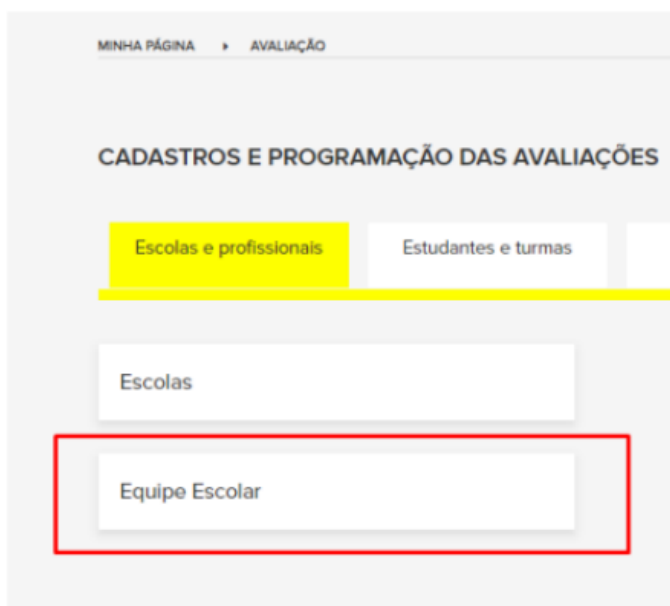 MINHA PÁGINA ▸ AVALIAÇÃO
CADASTROS E PROGRAMAÇÃO DAS AVALIAÇÕES
Escolas e profissionais Estudantes e turmas
Escolas
Equipe Escolar